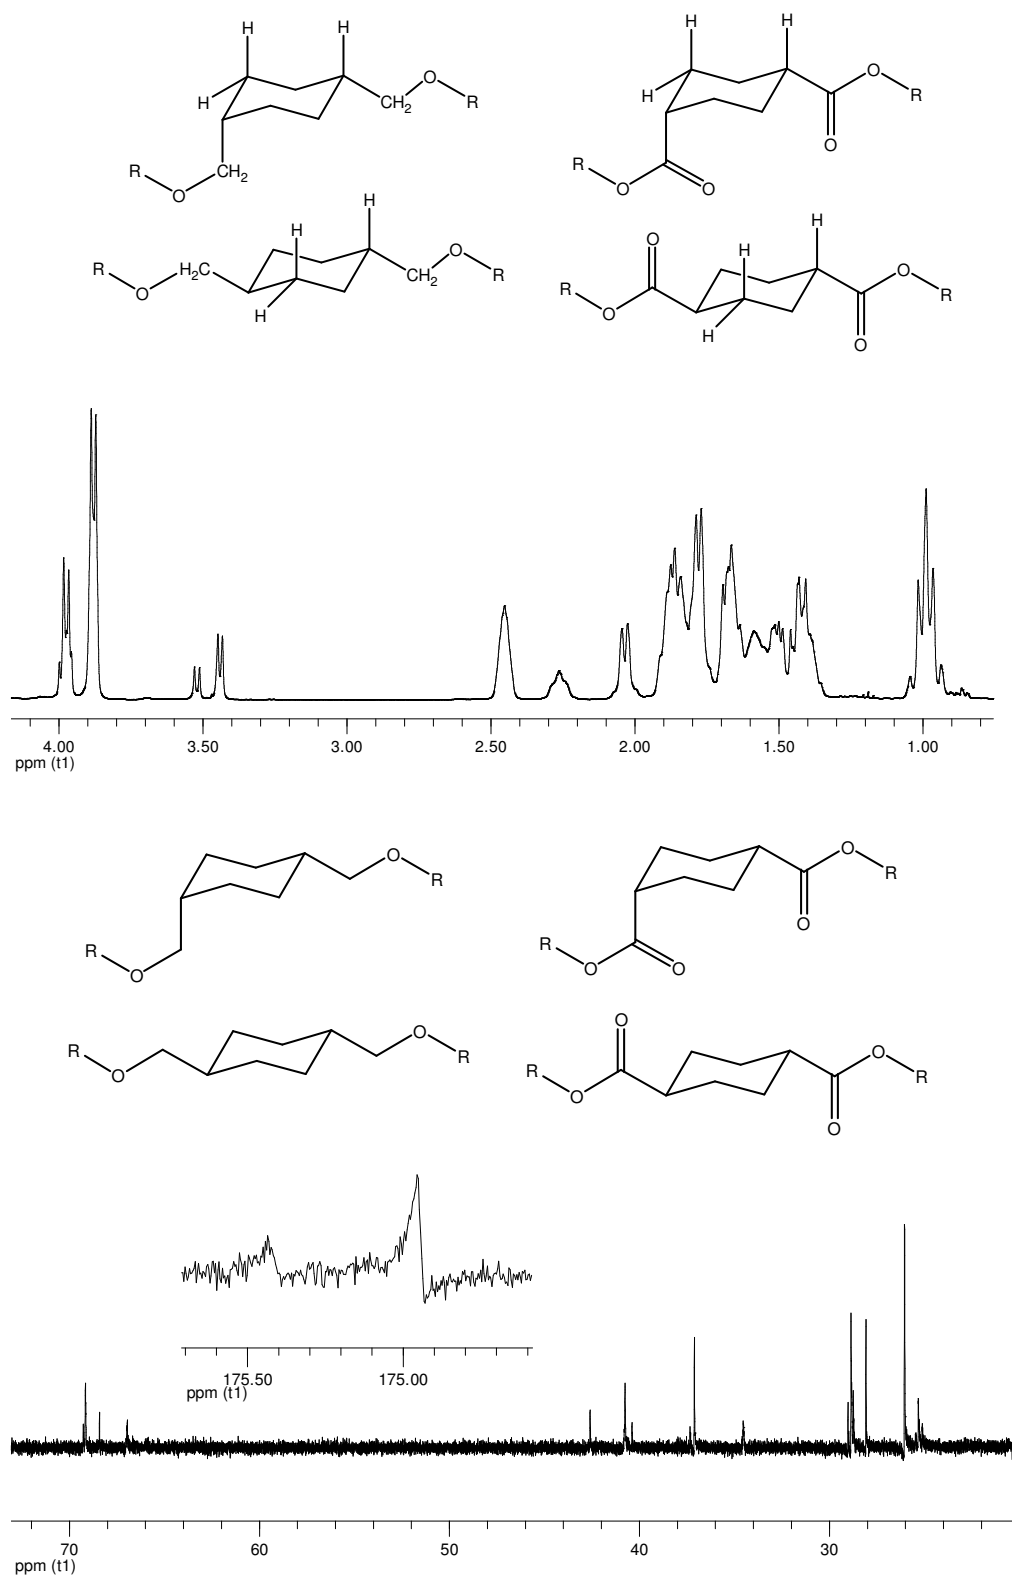 H H
H
O
CH2 R
R CH2
O
H H
H
O
R
O
R
O O
H
H
R H2C O
O CH2 R
H
H
O H
R O
O R
H
O
4.00 3.50 3.00 2.50 2.00 1.50 1.00
ppm (t1)
O
R
R
O
O
R
O
R
O O
R O
O R
O
R O
O R
O
175.50 175.00
ppm (t1)
70 60 50 40 30
ppm (t1)